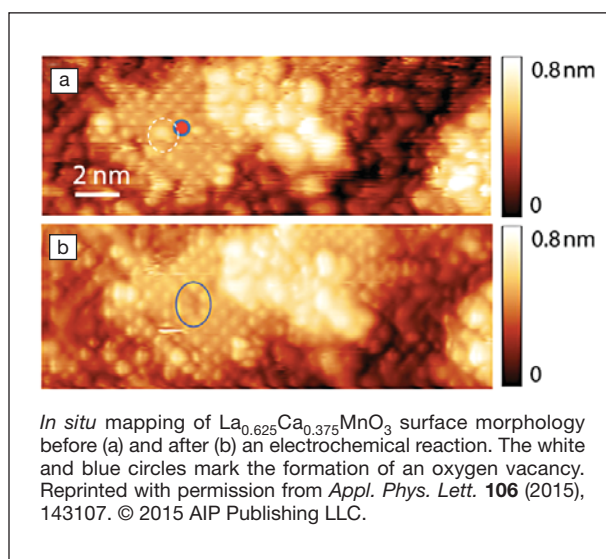 a
0.8 nm
2 nm
0
b
0.8 nm
0
In situ mapping of La0.625Ca0.375MnO3 surface morphology
before (a) and after (b) an electrochemical reaction. The white
and blue circles mark the formation of an oxygen vacancy.
Reprinted with permission from Appl. Phys. Lett. 106 (2015),
143107. © 2015 AIP Publishing LLC.